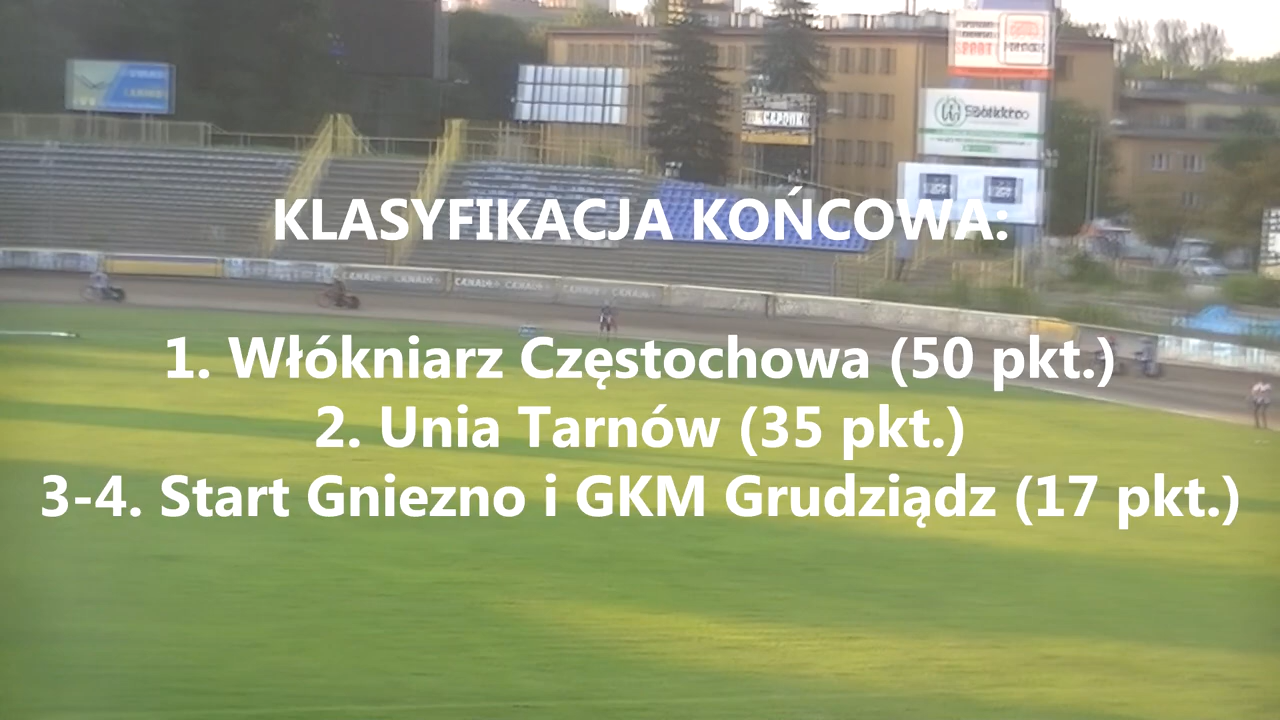 KLASYFIKACJA KOŃCOWA:
1. Włókniarz Częstochowa (50 pkt.)
2. Unia Tarnów (35 pkt.)
3-4. Start Gniezno i GKM Grudziądz (17 pkt.)